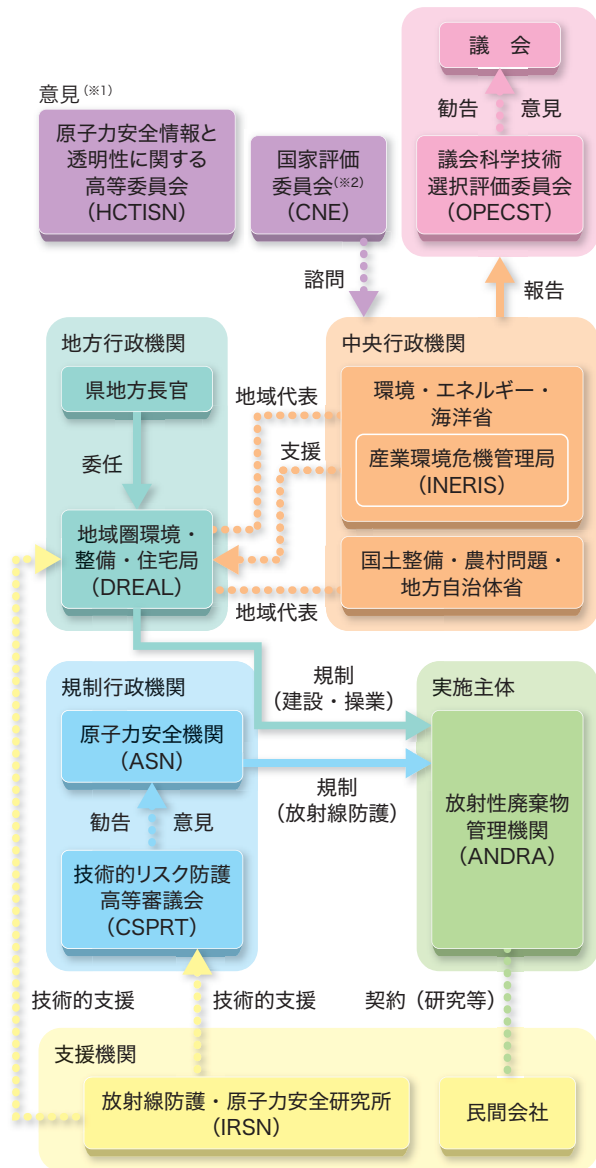 議　会
勧告
意見
議会科学技術
選択評価委員会
(OPECST)
意見(※1)
原子力安全情報と
透明性に関する
高等委員会
(HCTISN)
国家評価
委員会(※2)
(CNE)
諮問
報告
地方行政機関
県地方長官
委任
地域圏環境・
整備・住宅局
(DREAL)
地域代表
支援
地域代表
中央行政機関
環境・エネルギー・
海洋省
産業環境危機管理局
(INERIS)
国土整備・農村問題・
地方自治体省
規制行政機関
原子力安全機関
(ASN)
勧告
意見
技術的リスク防護
高等審議会
(CSPRT)
規制
(建設・操業)
規制
(放射線防護)
実施主体
放射性廃棄物
管理機関
(ANDRA)
技術的支援
技術的支援
契約（研究等）
支援機関
放射線防護・原子力安全研究所
(IRSN)
民間会社